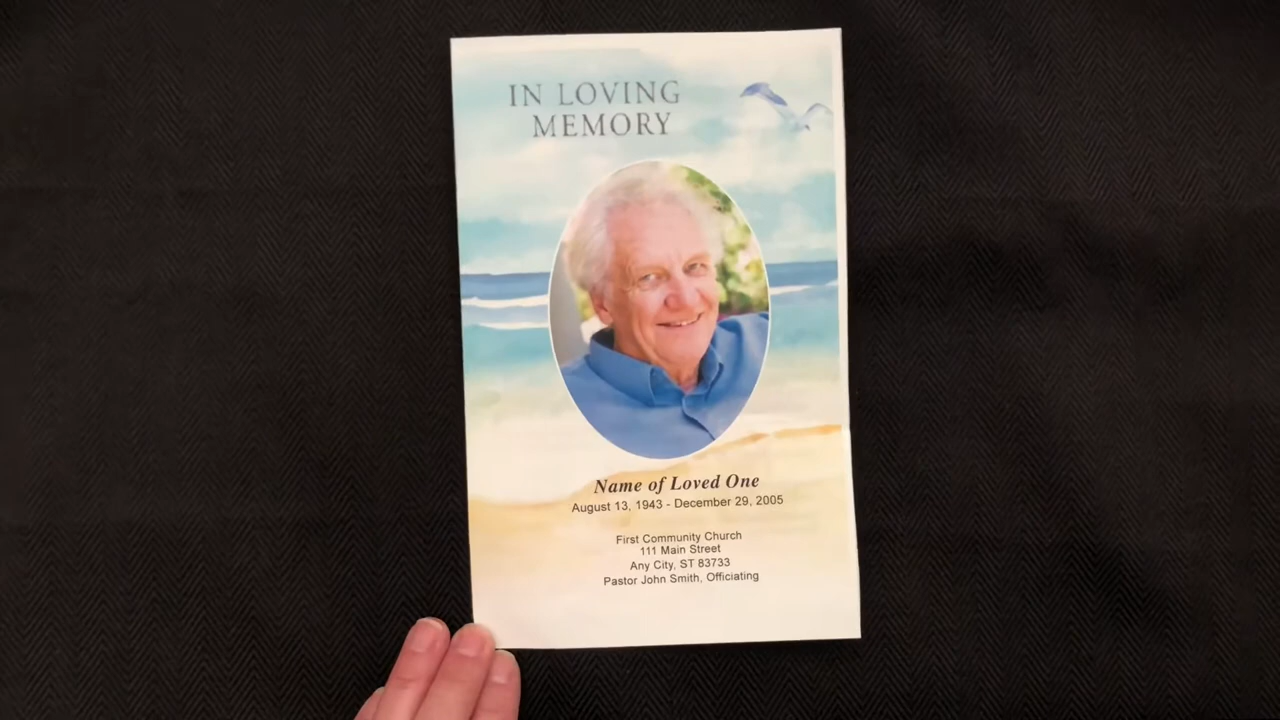 IN LOVING
MEMORY
Name of Loved One
August 13, 1943 - December 29, 2005
First Community Church
111 Main Street
Any City, ST 83733
Pastor John Smith, Officiating